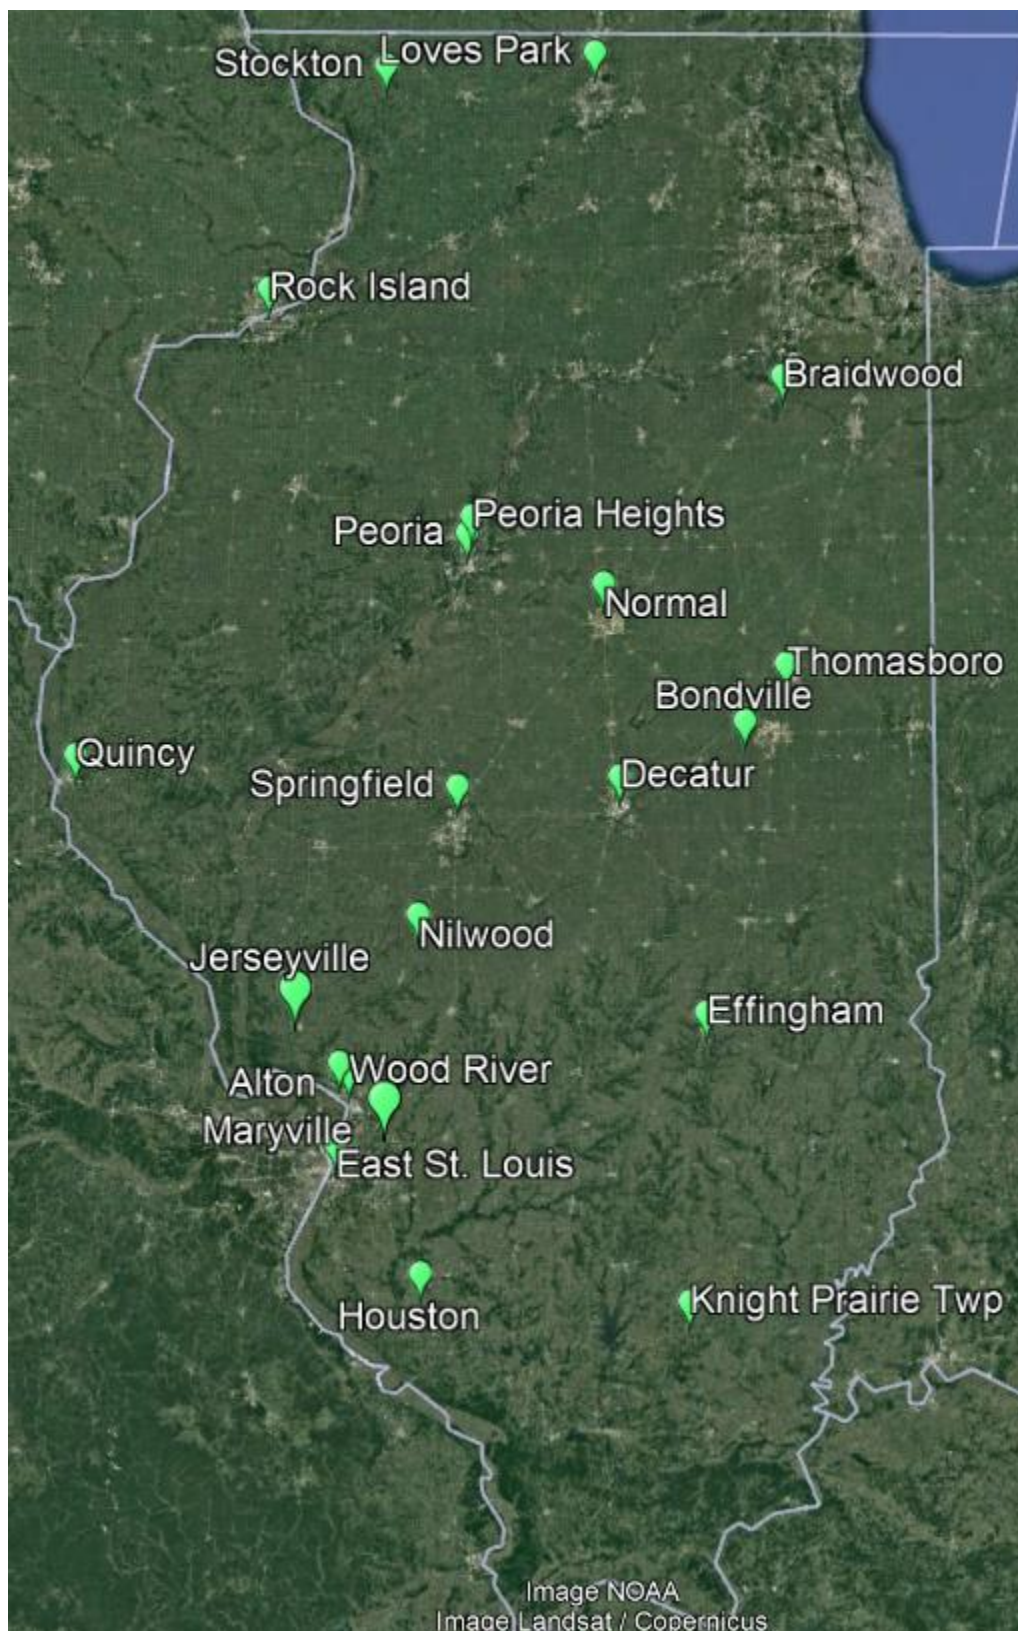 Stockton
Loves Park
Rock Island
Braidwood
Peoria Heights
Peoria
Normal
Thomasboro
Bondville
Quincy
Springfield
Decatur
Nilwood
Jerseyville
Effingham
Wood River
Alton
Maryville
East St. Louis
Houston
Knight Prairie Twp
Image NOAA
Image Landsat / Copernicus